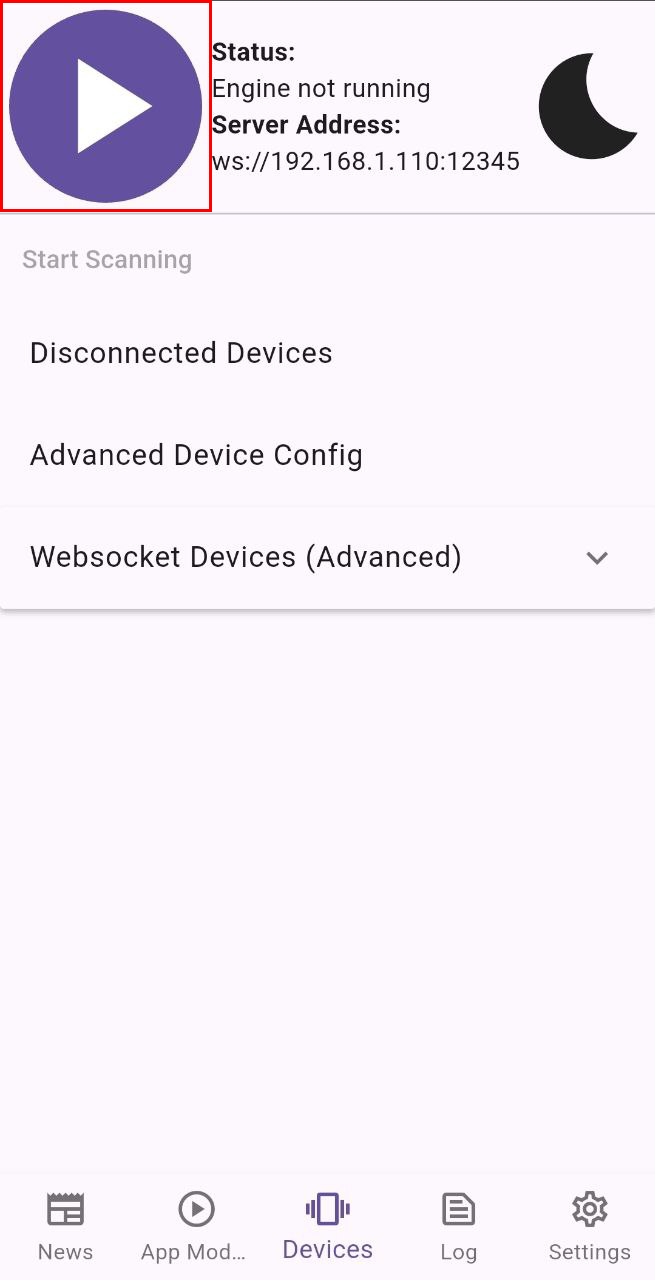 Status:
Engine not running
Server Address:
ws://192.168.1.110:12345
Start Scanning
Disconnected Devices
Advanced Device Config
Websocket Devices (Advanced)
News
App Mod...
Devices
Log
Settings